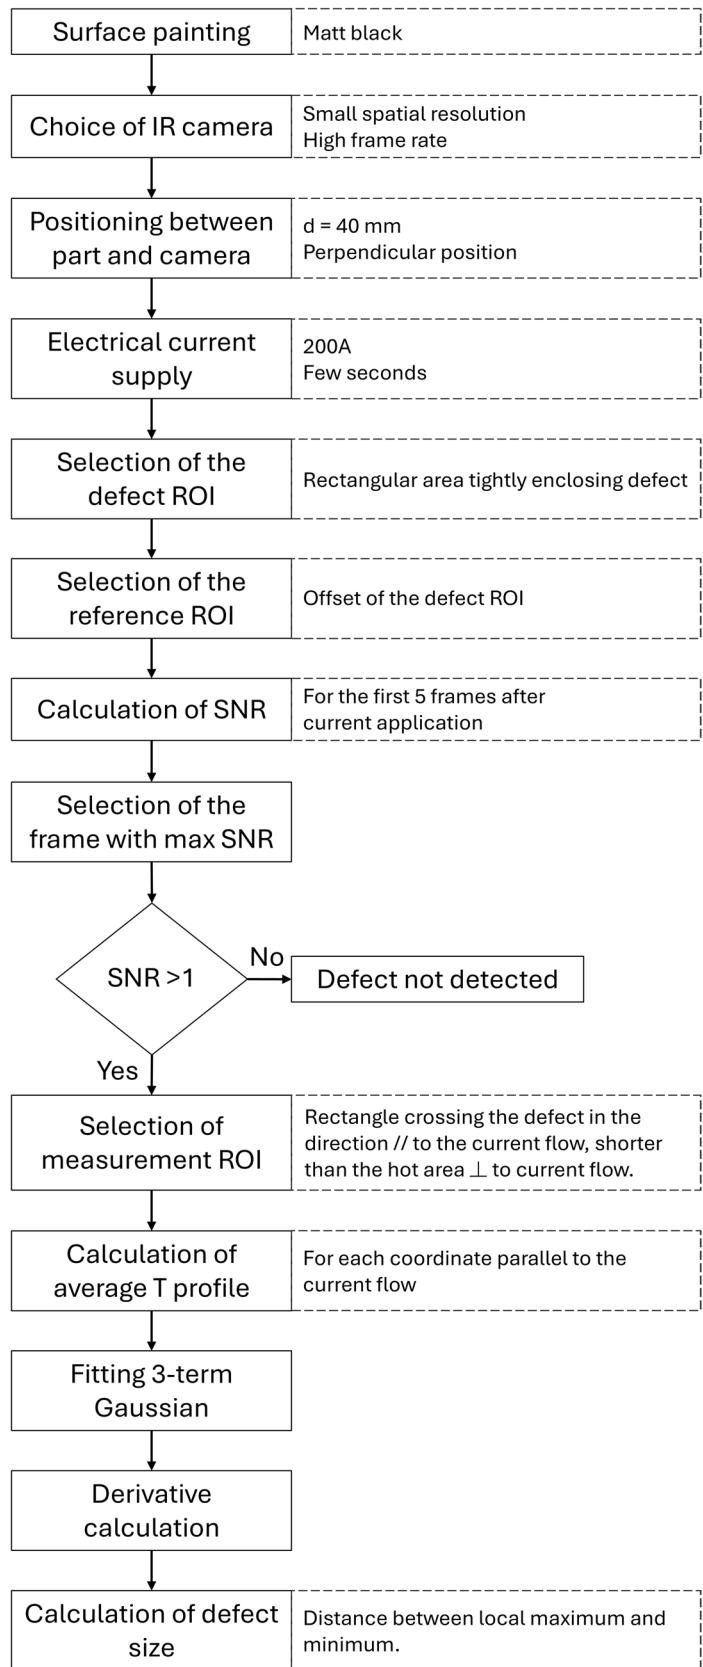 Surface painting
Matt black
Choice of IR camera
Small spatial resolution
High frame rate
Positioning between
part and camera
d = 40 mm
Perpendicular position
Electrical current
supply
200A
Few seconds
Selection of the
defect ROI
Rectangular area tightly enclosing defect
Selection of the
reference ROI
Offset of the defect ROI
Calculation of SNR
For the first 5 frames after
current application
Selection of the
frame with max SNR
SNR >1
No
Defect not detected
Yes
Selection of
measurement ROI
Rectangle crossing the defect in the
direction // to the current flow, shorter
than the hot area ⊥ to current flow.
Calculation of
average T profile
For each coordinate parallel to the
current flow
Fitting 3-term
Gaussian
Derivative
calculation
Calculation of defect
size
Distance between local maximum and
minimum.